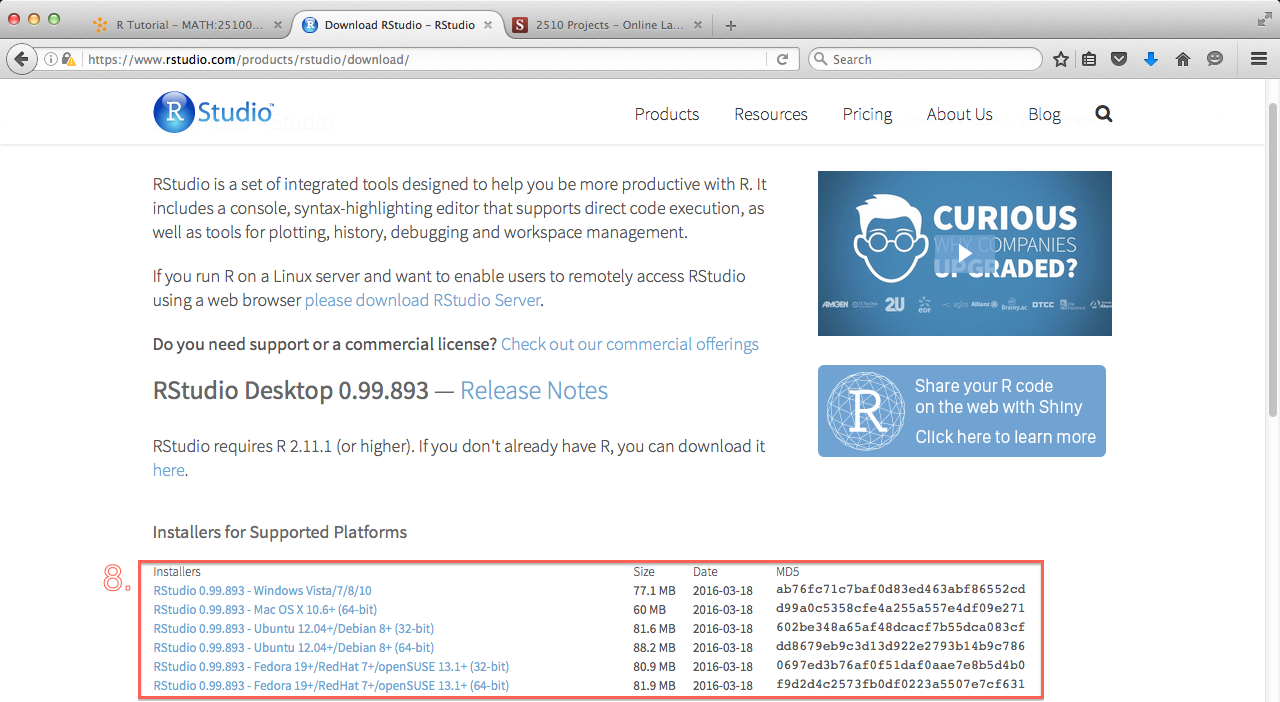 R Tutorial – MATH:25100...
Download RStudio – RStudio
2510 Projects – Online La...
https://www.rstudio.com/products/rstudio/download/
Search
R Studio™
Products Resources Pricing About Us Blog
RStudio is a set of integrated tools designed to help you be more productive with R. It
includes a console, syntax-highlighting editor that supports direct code execution, as
well as tools for plotting, history, debugging and workspace management.
If you run R on a Linux server and want to enable users to remotely access RStudio
using a web browser please download RStudio Server.
Do you need support or a commercial license? Check out our commercial offerings
RStudio Desktop 0.99.893 — Release Notes
RStudio requires R 2.11.1 (or higher). If you don't already have R, you can download it
here.
CURIOUS
WHY COMPANIES
UPGRADED?
AMGEN 2U eDF aglos Allianz Brainy.ac DTCC
R
Share your R code
on the web with Shiny
Click here to learn more
Installers for Supported Platforms
8.
Installers Size Date MD5
RStudio 0.99.893 - Windows Vista/7/8/10 77.1 MB 2016-03-18 ab76fc71c7baf0d83ed463abf86552cd
RStudio 0.99.893 - Mac OS X 10.6+ (64-bit) 60 MB 2016-03-18 d99a0c5358cfe4a255a557e4df09e271
RStudio 0.99.893 - Ubuntu 12.04+/Debian 8+ (32-bit) 81.6 MB 2016-03-18 602be348a65af48dcacf7b55dca083cf
RStudio 0.99.893 - Ubuntu 12.04+/Debian 8+ (64-bit) 88.2 MB 2016-03-18 dd8679eb9c3d13d922e2793b14b9c786
RStudio 0.99.893 - Fedora 19+/RedHat 7+/openSUSE 13.1+ (32-bit) 80.9 MB 2016-03-18 0697ed3b76af0f51daf0aae7e8b5d4b0
RStudio 0.99.893 - Fedora 19+/RedHat 7+/openSUSE 13.1+ (64-bit) 81.9 MB 2016-03-18 f9d2d4c2573fb0df0223a5507e7cf631